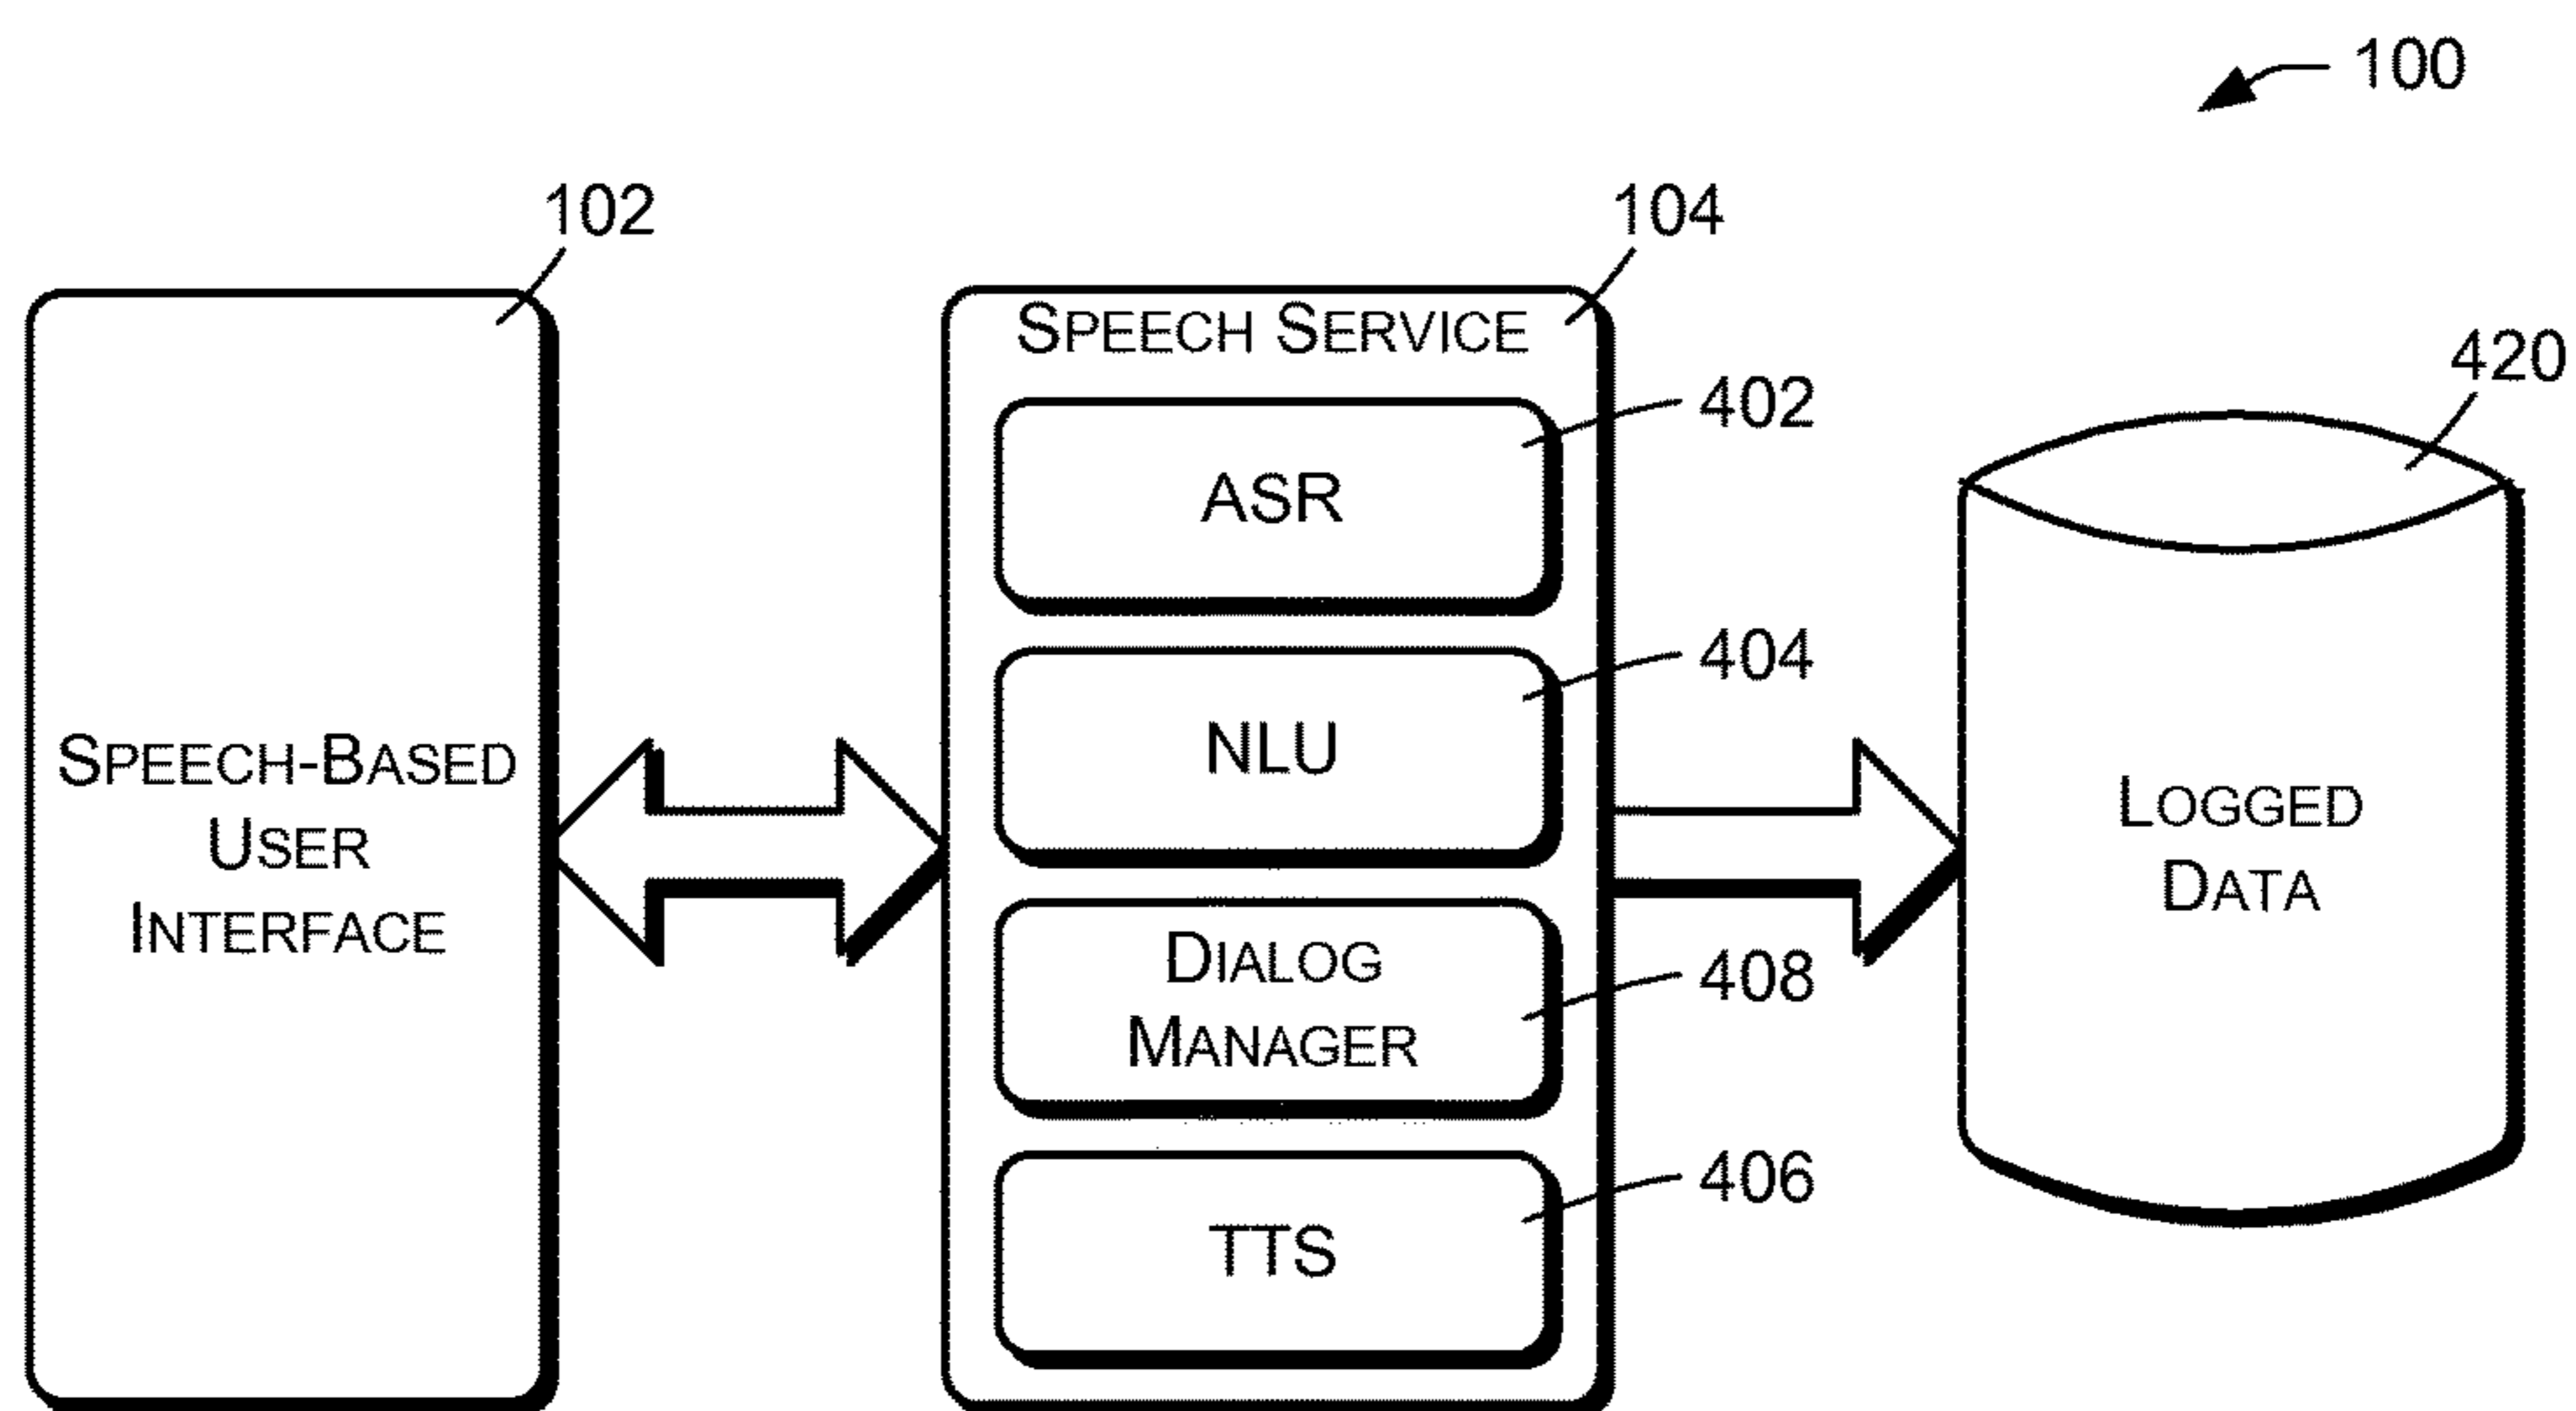 100
102
104
SPEECH SERVICE
420
402
ASR
404
NLU
SPEECH-BASED
USER
INTERFACE
LOGGED
DATA
DIALOG
MANAGER
408
406
TTS